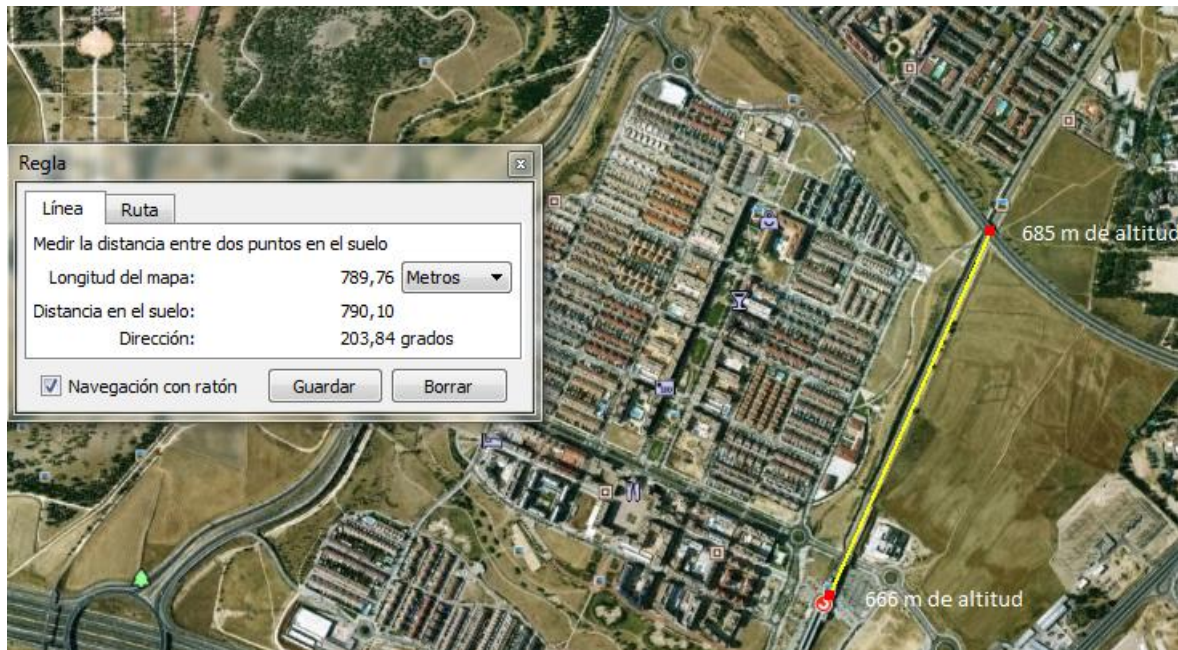 Regla
Línea
Ruta
Medir la distancia entre dos puntos en el suelo
Longitud del mapa: 789,76 Metros
Distancia en el suelo: 790,10
Dirección: 203,84 grados
Navegación con ratón Guardar Borrar
685 m de altitud
666 m de altitud